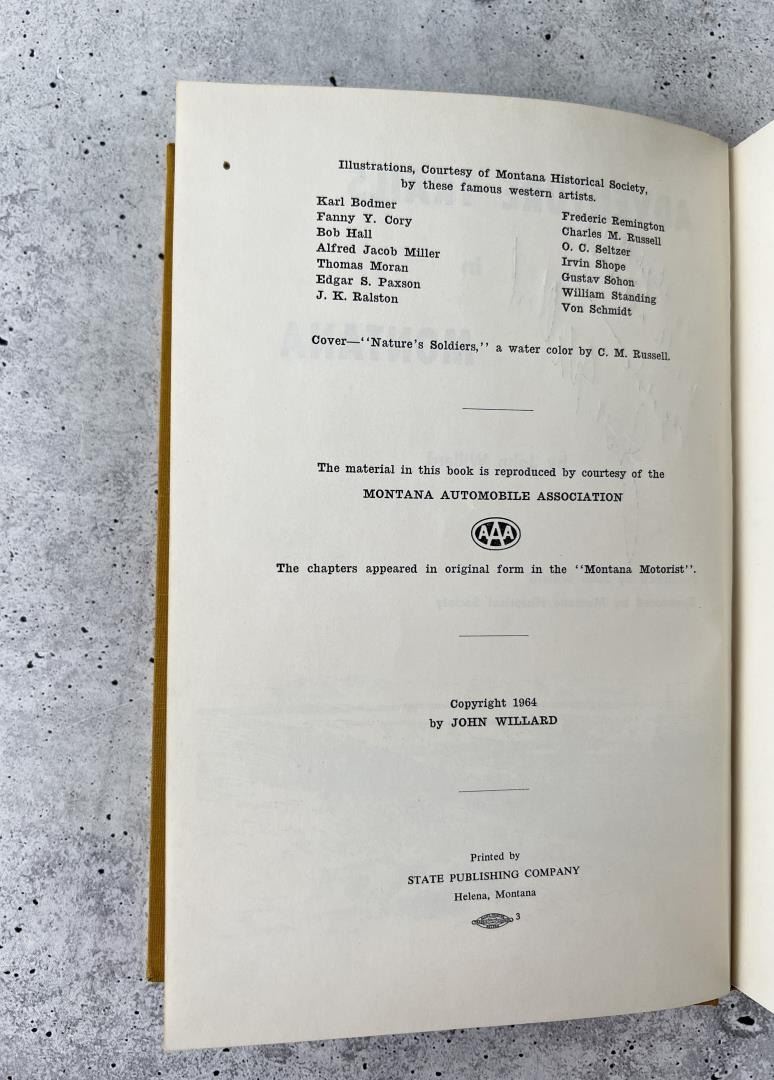 Illustrations, Courtesy of Montana Historical Society,
by these famous western artists.
Karl Bodmer
Fanny Y. Cory
Bob Hall
Alfred Jacob Miller
Thomas Moran
Edgar S. Paxson
J. K. Ralston
Frederic Remington
Charles M. Russell
O. C. Seltzer
Irvin Shope
Gustav Sohon
William Standing
Von Schmidt
Cover—‘‘Nature's Soldiers,’’ a water color by C. M. Russell.
The material in this book is reproduced by courtesy of the
MONTANA AUTOMOBILE ASSOCIATION
AAA
The chapters appeared in original form in the ‘‘Montana Motorist’’.
Copyright 1964
by JOHN WILLARD
Printed by
STATE PUBLISHING COMPANY
Helena, Montana
3